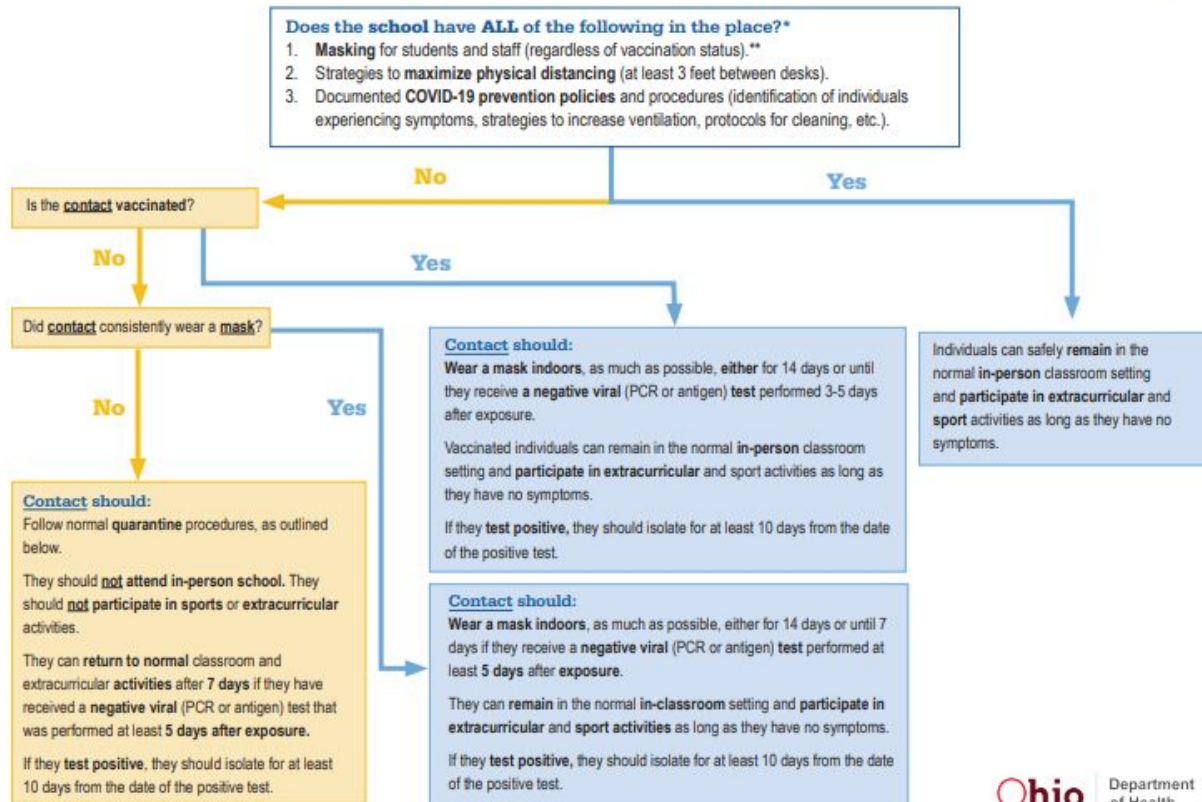 Does the school have ALL of the following in the place?*
1. Masking for students and staff (regardless of vaccination status).**
2. Strategies to maximize physical distancing (at least 3 feet between desks).
3. Documented COVID-19 prevention policies and procedures (identification of individuals
experiencing symptoms, strategies to increase ventilation, protocols for cleaning, etc.).
No
Yes
Is the contact vaccinated?
No
Yes
Did contact consistently wear a mask?
No
Yes
Contact should:
Wear a mask indoors, as much as possible, either for 14 days or until
they receive a negative viral (PCR or antigen) test performed 3-5 days
after exposure.
Vaccinated individuals can remain in the normal in-person classroom
setting and participate in extracurricular and sport activities as long as
they have no symptoms.
If they test positive, they should isolate for at least 10 days from the date
of the positive test.
Individuals can safely remain in the
normal in-person classroom setting
and participate in extracurricular and
sport activities as long as they have no
symptoms.
Contact should:
Follow normal quarantine procedures, as outlined
below.
They should not attend in-person school. They
should not participate in sports or extracurricular
activities.
They can return to normal classroom and
extracurricular activities after 7 days if they have
received a negative viral (PCR or antigen) test that
was performed at least 5 days after exposure.
If they test positive, they should isolate for at least
10 days from the date of the positive test.
Contact should:
Wear a mask indoors, as much as possible, either for 14 days or until 7
days if they receive a negative viral (PCR or antigen) test performed at
least 5 days after exposure.
They can remain in the normal in-classroom setting and participate in
extracurricular and sport activities as long as they have no symptoms.
If they test positive, they should isolate for at least 10 days from the date
of the positive test.
Ohio
Department
of Health